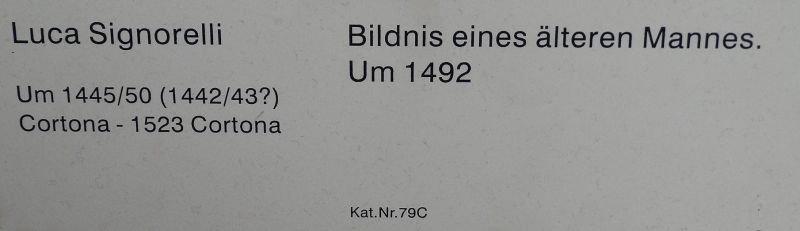 Luca Signorelli
Um 1445/50 (1442/43?)
Cortona - 1523 Cortona
Bildnis eines älteren Mannes.
Um 1492
Kat.Nr.79C